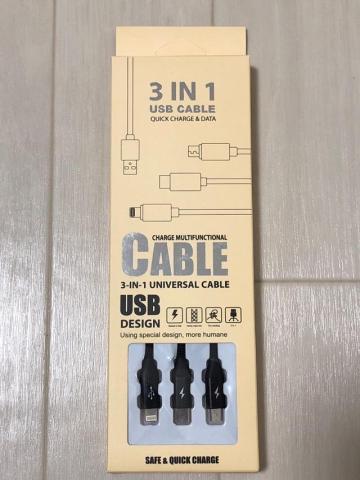 3 IN 1
USB CABLE
QUICK CHARGE & DATA
CHARGE MULTIFUNCTIONAL
CABLE
3-IN-1 UNIVERSAL CABLE
USB
DESIGN
Using special design, more humane
SAFE & QUICK CHARGE